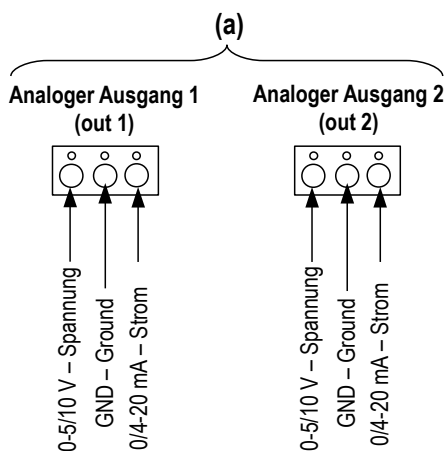 (a)
Analoger Ausgang 1
(out 1)
Analoger Ausgang 2
(out 2)
0-5/10 V – Spannung
GND – Ground
0/4-20 mA – Strom
0-5/10 V – Spannung
GND – Ground
0/4-20 mA – Strom